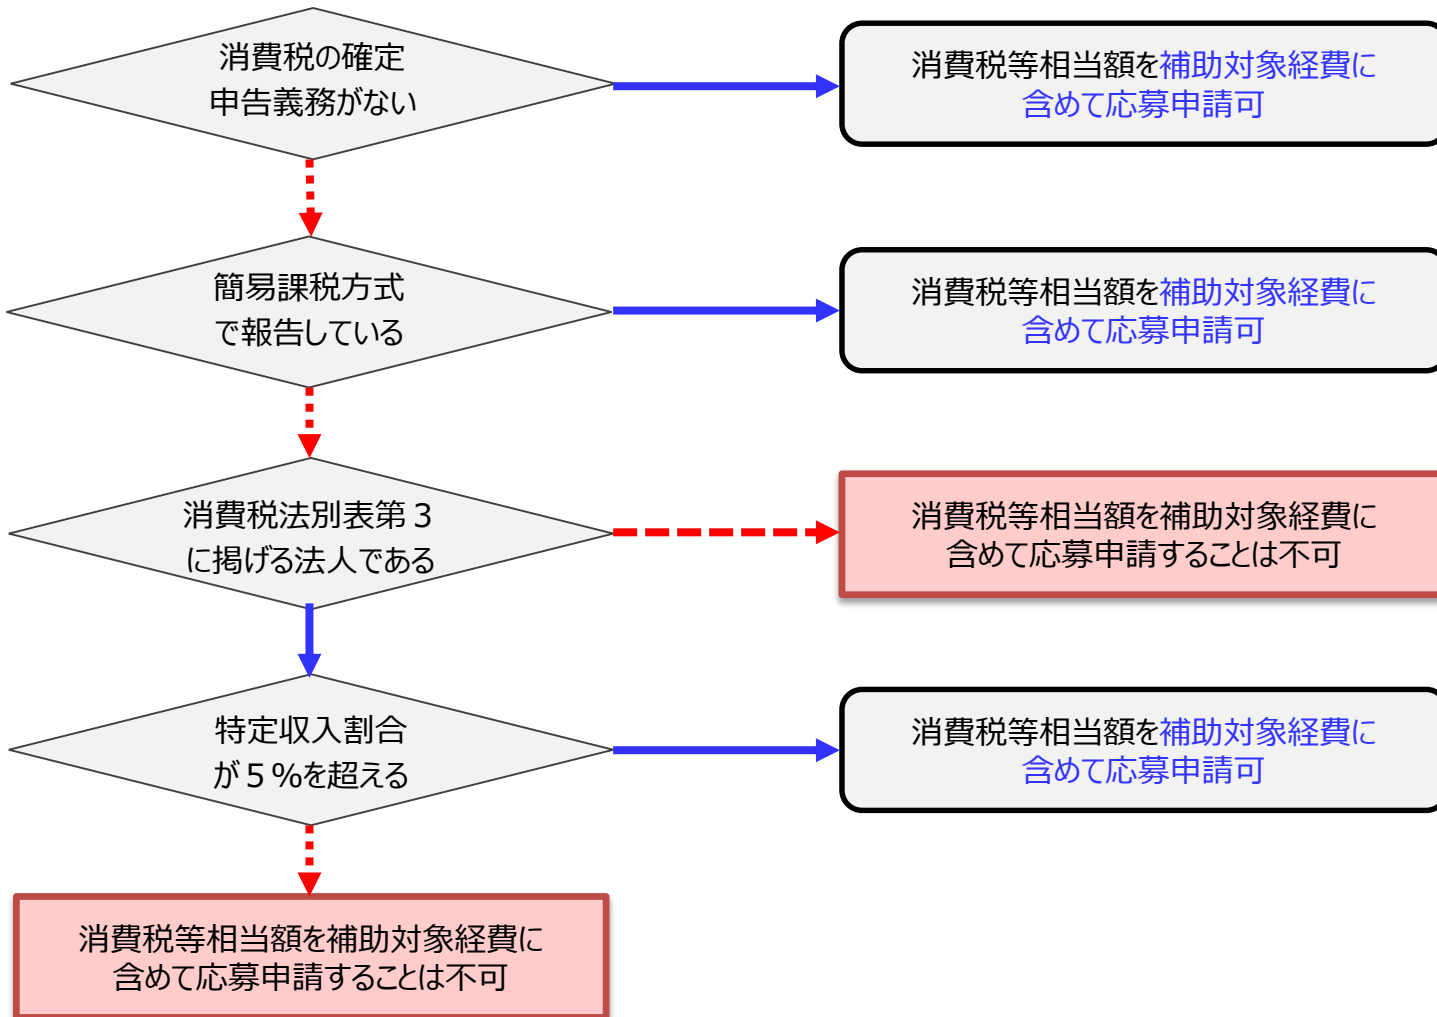 消費税の確定
申告義務がない
消費税等相当額を補助対象経費に
含めて応募申請可
簡易課税方式
で報告している
消費税等相当額を補助対象経費に
含めて応募申請可
消費税法別表第３
に掲げる法人である
消費税等相当額を補助対象経費に
含めて応募申請することは不可
特定収入割合
が５％を超える
消費税等相当額を補助対象経費に
含めて応募申請可
消費税等相当額を補助対象経費に
含めて応募申請することは不可